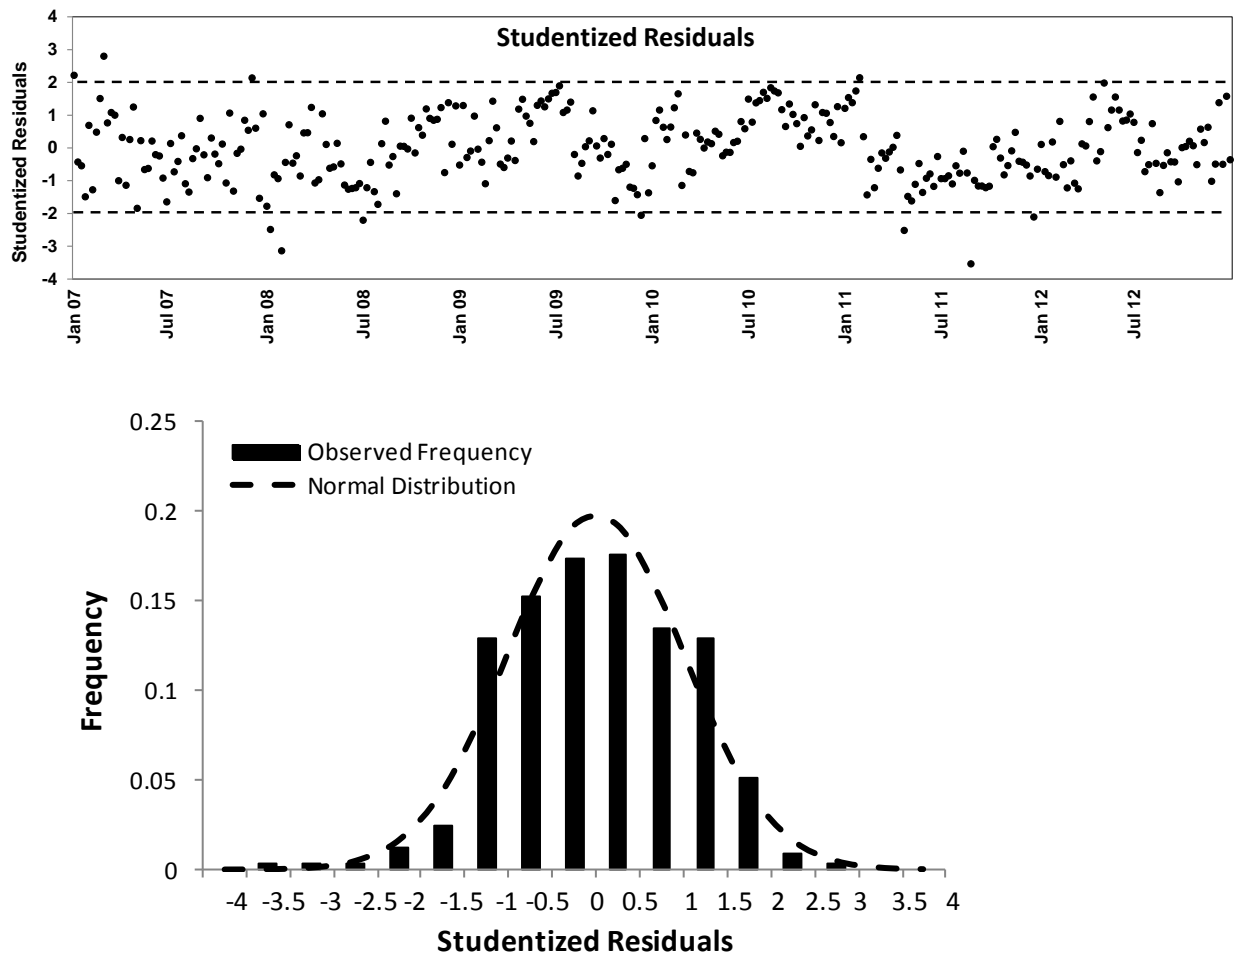 Studentized Residuals
4
3
2
1
0
-1
-2
-3
-4
Studentized Residuals
Jan 07
Jul 07
Jan 08
Jul 08
Jan 09
Jul 09
Jan 10
Jul 10
Jan 11
Jul 11
Jan 12
Jul 12
0.25
0.2
0.15
0.1
0.05
0
Frequency
Observed Frequency
Normal Distribution
-4 -3.5 -3 -2.5 -2 -1.5 -1 -0.5 0 0.5 1 1.5 2 2.5 3 3.5 4
Studentized Residuals